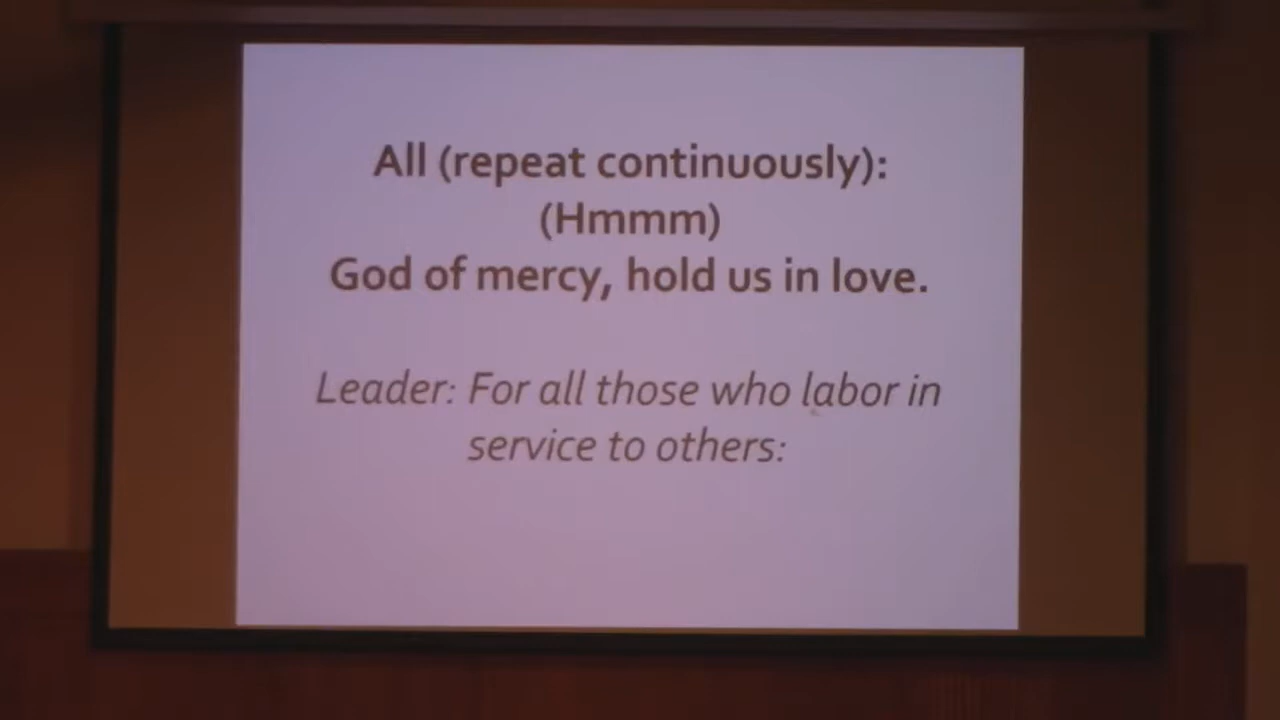 All (repeat continuously):
(Hmmm)
God of mercy, hold us in love.
Leader: For all those who labor in
service to others: